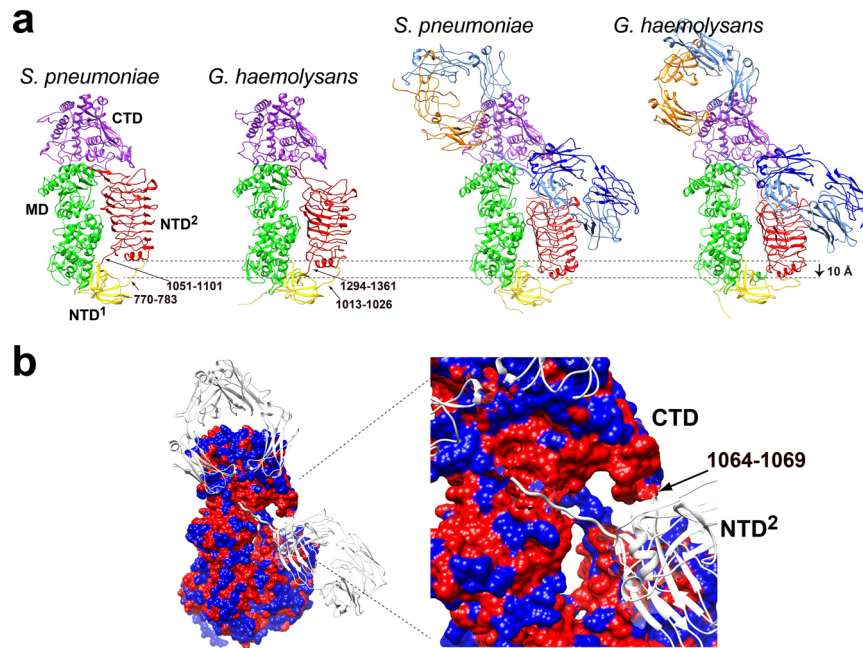 a
S. pneumoniae
G. haemolysans
S. pneumoniae
G. haemolysans
CTD
MD
NTD²
1051-1101
770-783
NTD¹
1294-1361
1013-1026
10 Å
b
CTD
1064-1069
NTD²